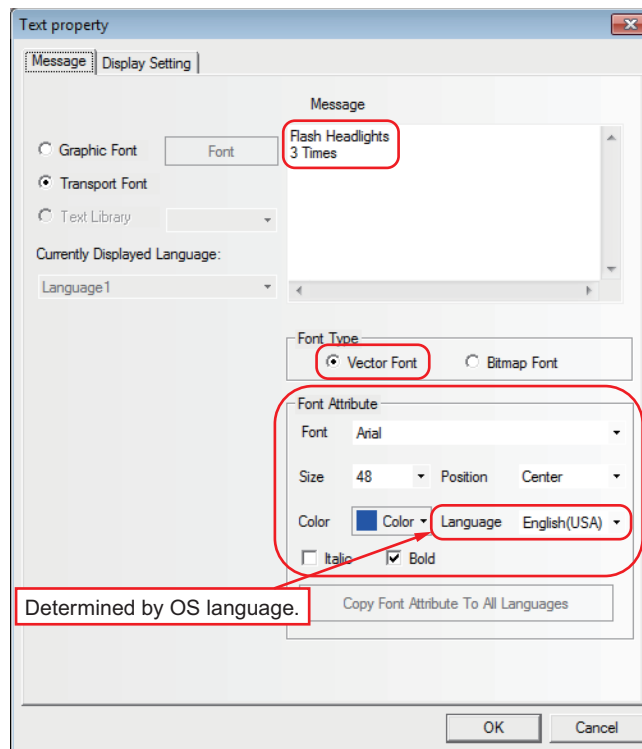 Text property
Message
Display Setting
Message
Graphic Font
Font
Flash Headlights
3 Times
Transport Font
Text Library
Currently Displayed Language:
Language1
Font Type
Vector Font
Bitmap Font
Font Attribute
Font
Arial
Size
48
Position
Center
Color
Color
Language
English(USA)
Italic
Bold
Determined by OS language.
Copy Font Attribute To All Languages
OK
Cancel